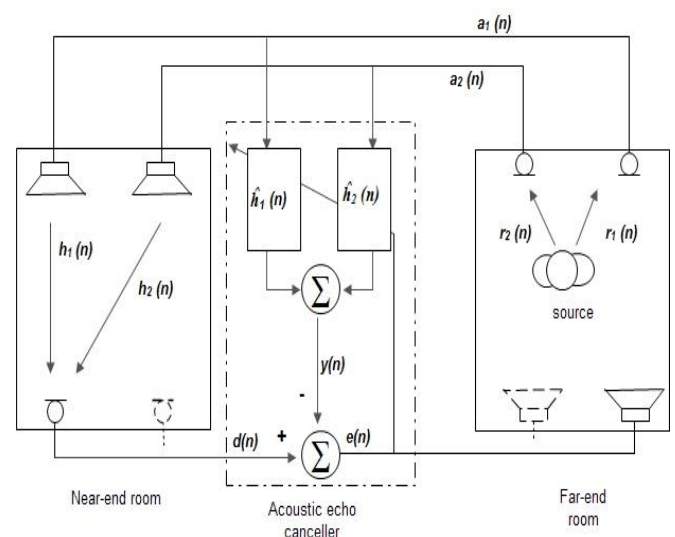 a₁ (n)
a₂ (n)
ĥ₁ (n)
ĥ₂ (n)
h₁ (n)
h₂ (n)
r₂ (n)
r₁ (n)
source
Σ
y(n)
-
+
d(n)
Σ
e(n)
Near-end room
Acoustic echo
canceller
Far-end
room